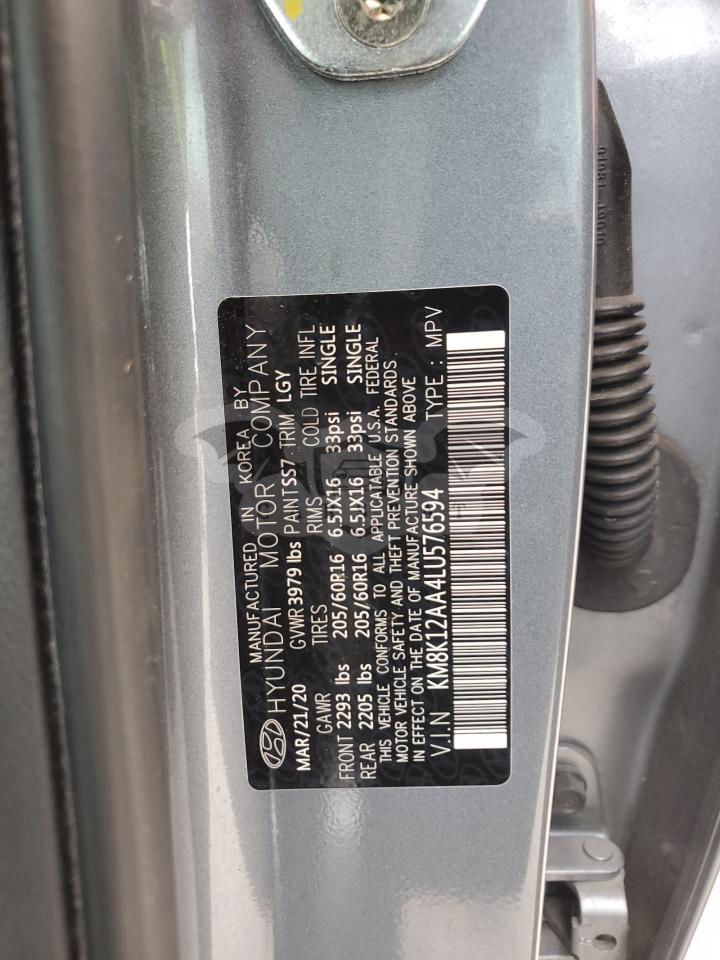 MANUFACTURED IN KOREA BY
HYUNDAI MOTOR COMPANY
MAR/21/20 GVWR 3979 lbs PAINT SS7 TRIM LGY
GAWR TIRES RMS COLD TIRE INFL
FRONT 2293 lbs 205/60R16 6.5JX16 33psi SINGLE
REAR 2205 lbs 205/60R16 6.5JX16 33psi SINGLE
THIS VEHICLE CONFORMS TO ALL APPLICATABLE U.S.A. FEDERAL
MOTOR VEHICLE SAFETY AND THEFT PREVENTION STANDARDS
IN EFFECT ON THE DATE OF MANUFACTURE SHOWN ABOVE
V.I.N KM8K12AA4LU576594 TYPE : MPV